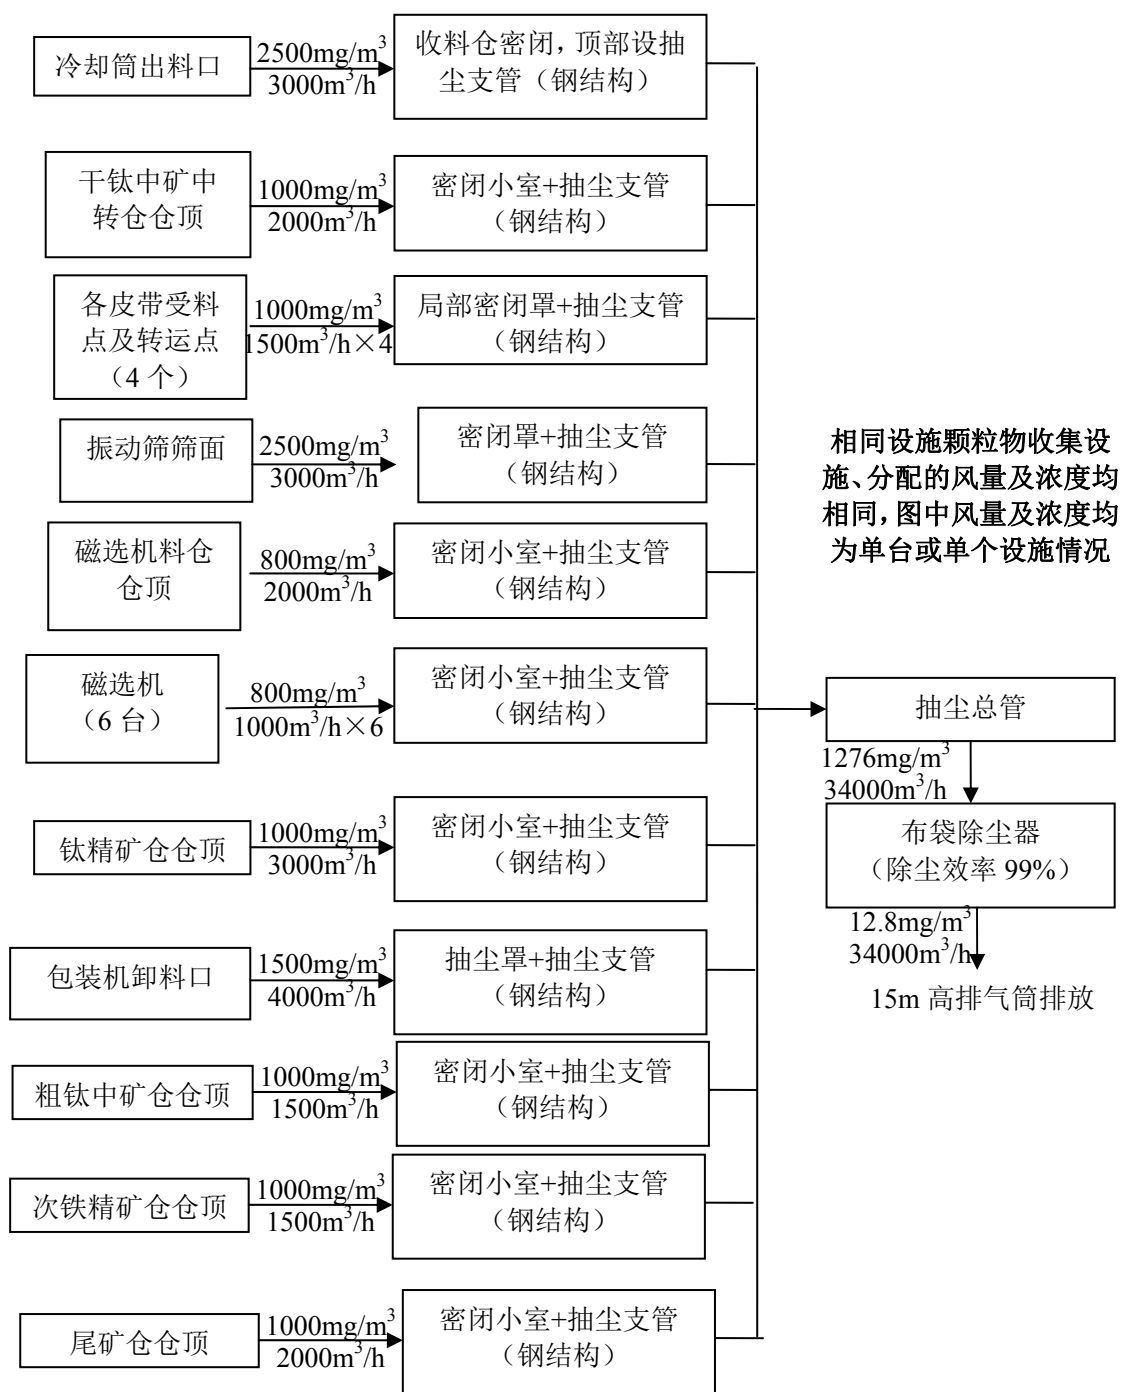 冷却筒出料口
2500mg/m³
3000m³/h
收料仓密闭，顶部设抽
尘支管（钢结构）
干钛中矿中
转仓仓顶
1000mg/m³
2000m³/h
密闭小室+抽尘支管
（钢结构）
各皮带受料
点及转运点
（4 个）
1000mg/m³
1500m³/h×4
局部密闭罩+抽尘支管
（钢结构）
振动筛筛面
2500mg/m³
3000m³/h
密闭罩+抽尘支管
（钢结构）
磁选机料仓
仓顶
800mg/m³
2000m³/h
密闭小室+抽尘支管
（钢结构）
磁选机
（6 台）
800mg/m³
1000m³/h×6
密闭小室+抽尘支管
（钢结构）
钛精矿仓仓顶
1000mg/m³
3000m³/h
密闭小室+抽尘支管
（钢结构）
包装机卸料口
1500mg/m³
4000m³/h
抽尘罩+抽尘支管
（钢结构）
粗钛中矿仓仓顶
1000mg/m³
1500m³/h
密闭小室+抽尘支管
（钢结构）
次铁精矿仓仓顶
1000mg/m³
1500m³/h
密闭小室+抽尘支管
（钢结构）
尾矿仓仓顶
1000mg/m³
2000m³/h
密闭小室+抽尘支管
（钢结构）
相同设施颗粒物收集设
施、分配的风量及浓度均
相同，图中风量及浓度均
为单台或单个设施情况
抽尘总管
1276mg/m³
34000m³/h
布袋除尘器
（除尘效率 99%）
12.8mg/m³
34000m³/h
15m 高排气筒排放